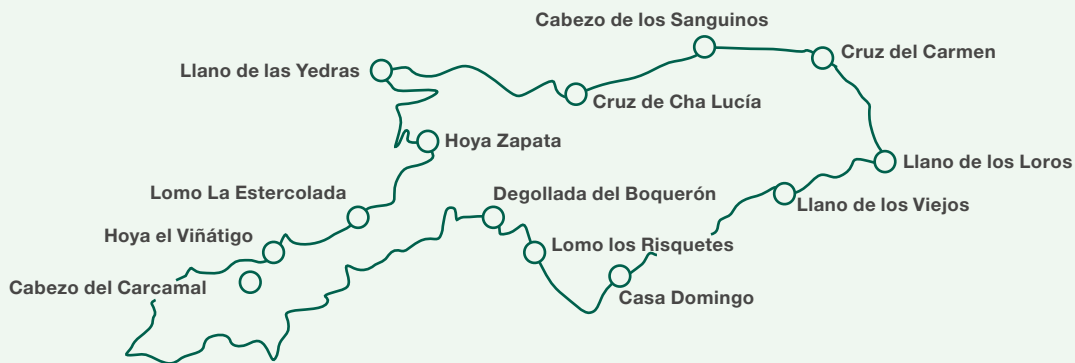 Cabezo de los Sanguinos
Cruz del Carmen
Llano de las Yedras
Cruz de Cha Lucía
Hoya Zapata
Llano de los Loros
Lomo La Estercolada
Degollada del Boquerón
Llano de los Viejos
Hoya el Viñátigo
Lomo los Risquetes
Cabezo del Carcamal
Casa Domingo